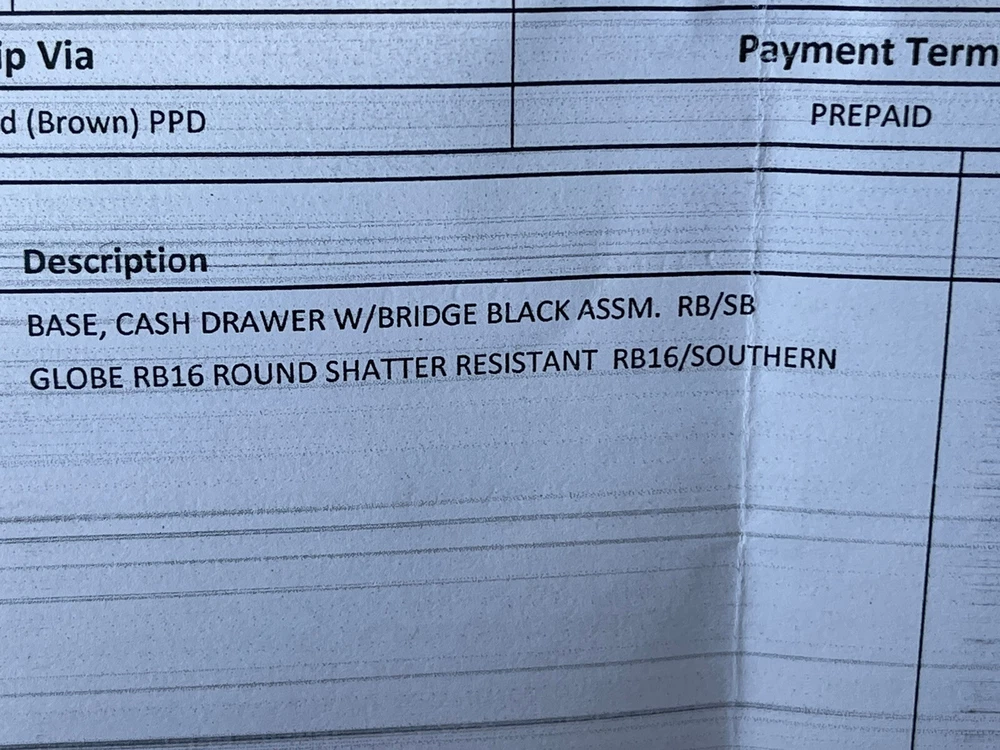 ip Via
Payment Term
d (Brown) PPD
PREPAID
Description
BASE, CASH DRAWER W/BRIDGE BLACK ASSM. RB/SB
GLOBE RB16 ROUND SHATTER RESISTANT RB16/SOUTHERN